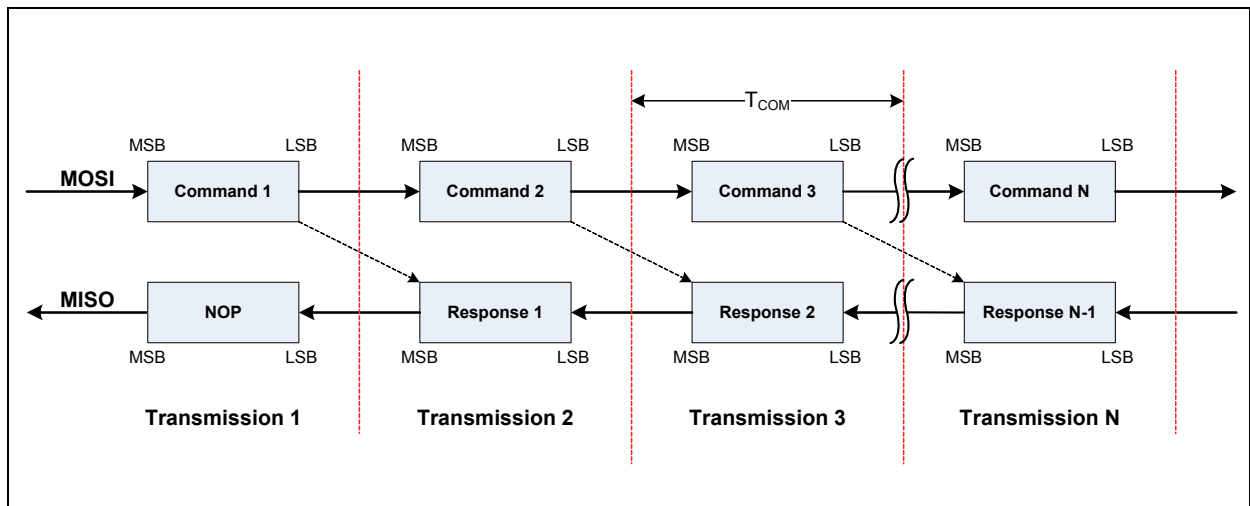 T_COM
MSB LSB MSB LSB MSB LSB MSB LSB
MOSI Command 1 Command 2 Command 3 Command N
MISO NOP Response 1 Response 2 Response N-1
MSB LSB MSB LSB MSB LSB MSB LSB
Transmission 1 Transmission 2 Transmission 3 Transmission N